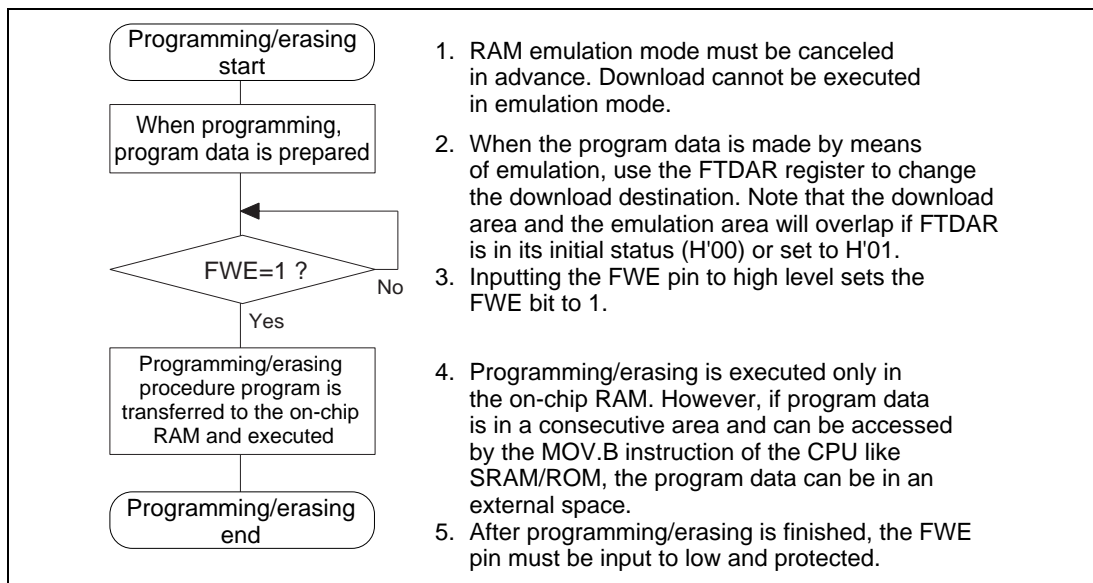 Programming/erasing
start
When programming,
program data is prepared
FWE=1 ?
No
Yes
Programming/erasing
procedure program is
transferred to the on-chip
RAM and executed
Programming/erasing
end
1. RAM emulation mode must be canceled
in advance. Download cannot be executed
in emulation mode.
2. When the program data is made by means
of emulation, use the FTDAR register to change
the download destination. Note that the download
area and the emulation area will overlap if FTDAR
is in its initial status (H'00) or set to H'01.
3. Inputting the FWE pin to high level sets the
FWE bit to 1.
4. Programming/erasing is executed only in
the on-chip RAM. However, if program data
is in a consecutive area and can be accessed
by the MOV.B instruction of the CPU like
SRAM/ROM, the program data can be in an
external space.
5. After programming/erasing is finished, the FWE
pin must be input to low and protected.